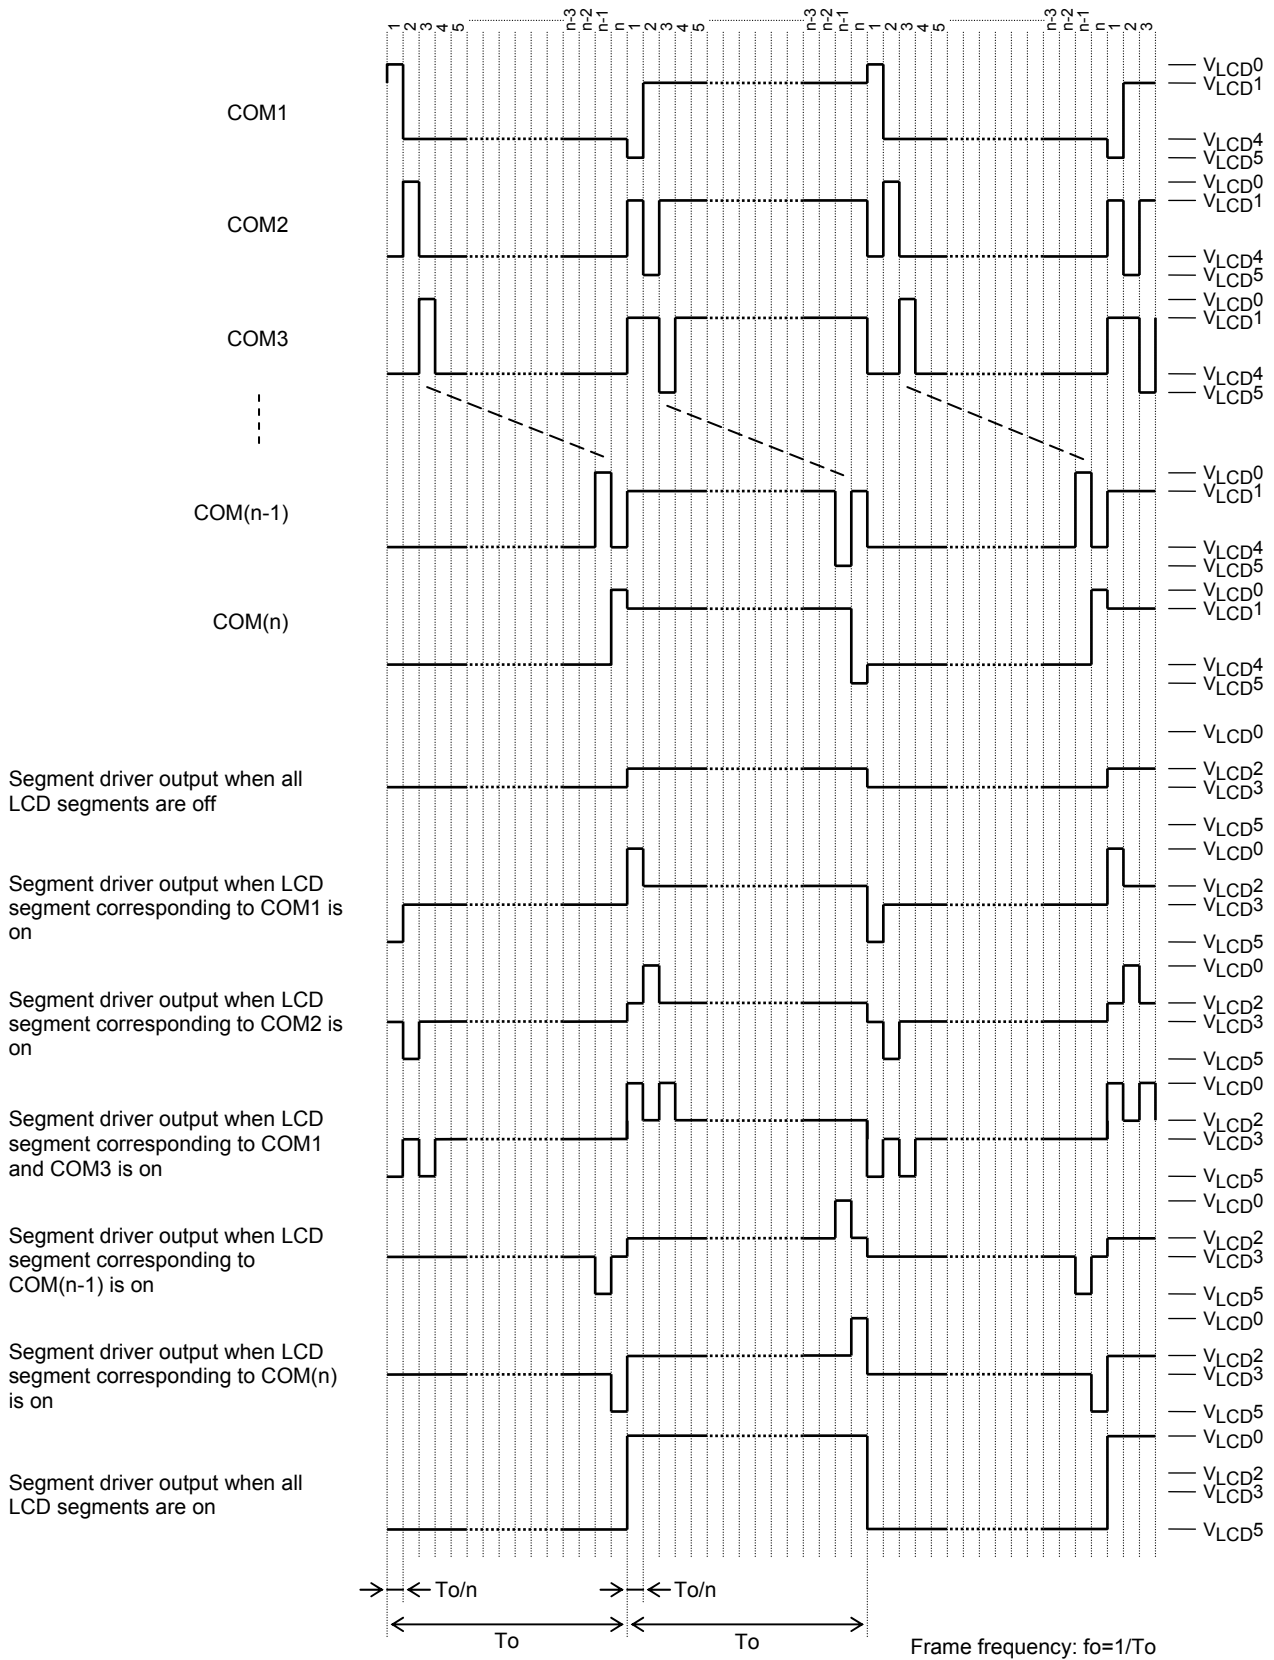 1 2 3 4 5 n-3 n-2 n-1 n 1 2 3 4 5 n-3 n-2 n-1 n 1 2 3 4 5 n-3 n-2 n-1 n 1 2 3
VLCD0
VLCD1
COM1
VLCD4
VLCD5
VLCD0
VLCD1
COM2
VLCD4
VLCD5
VLCD0
VLCD1
COM3
VLCD4
VLCD5
VLCD0
VLCD1
COM(n-1)
VLCD4
VLCD5
VLCD0
VLCD1
COM(n)
VLCD4
VLCD5
VLCD0
Segment driver output when all
LCD segments are off
VLCD2
VLCD3
VLCD5
VLCD0
Segment driver output when LCD
segment corresponding to COM1 is
on
VLCD2
VLCD3
VLCD5
VLCD0
Segment driver output when LCD
segment corresponding to COM2 is
on
VLCD2
VLCD3
VLCD5
VLCD0
Segment driver output when LCD
segment corresponding to COM1
and COM3 is on
VLCD2
VLCD3
VLCD5
VLCD0
Segment driver output when LCD
segment corresponding to
COM(n-1) is on
VLCD2
VLCD3
VLCD5
VLCD0
Segment driver output when LCD
segment corresponding to COM(n)
is on
VLCD2
VLCD3
VLCD5
VLCD0
Segment driver output when all
LCD segments are on
VLCD2
VLCD3
VLCD5
To/n To/n
To To
Frame frequency: fo=1/To